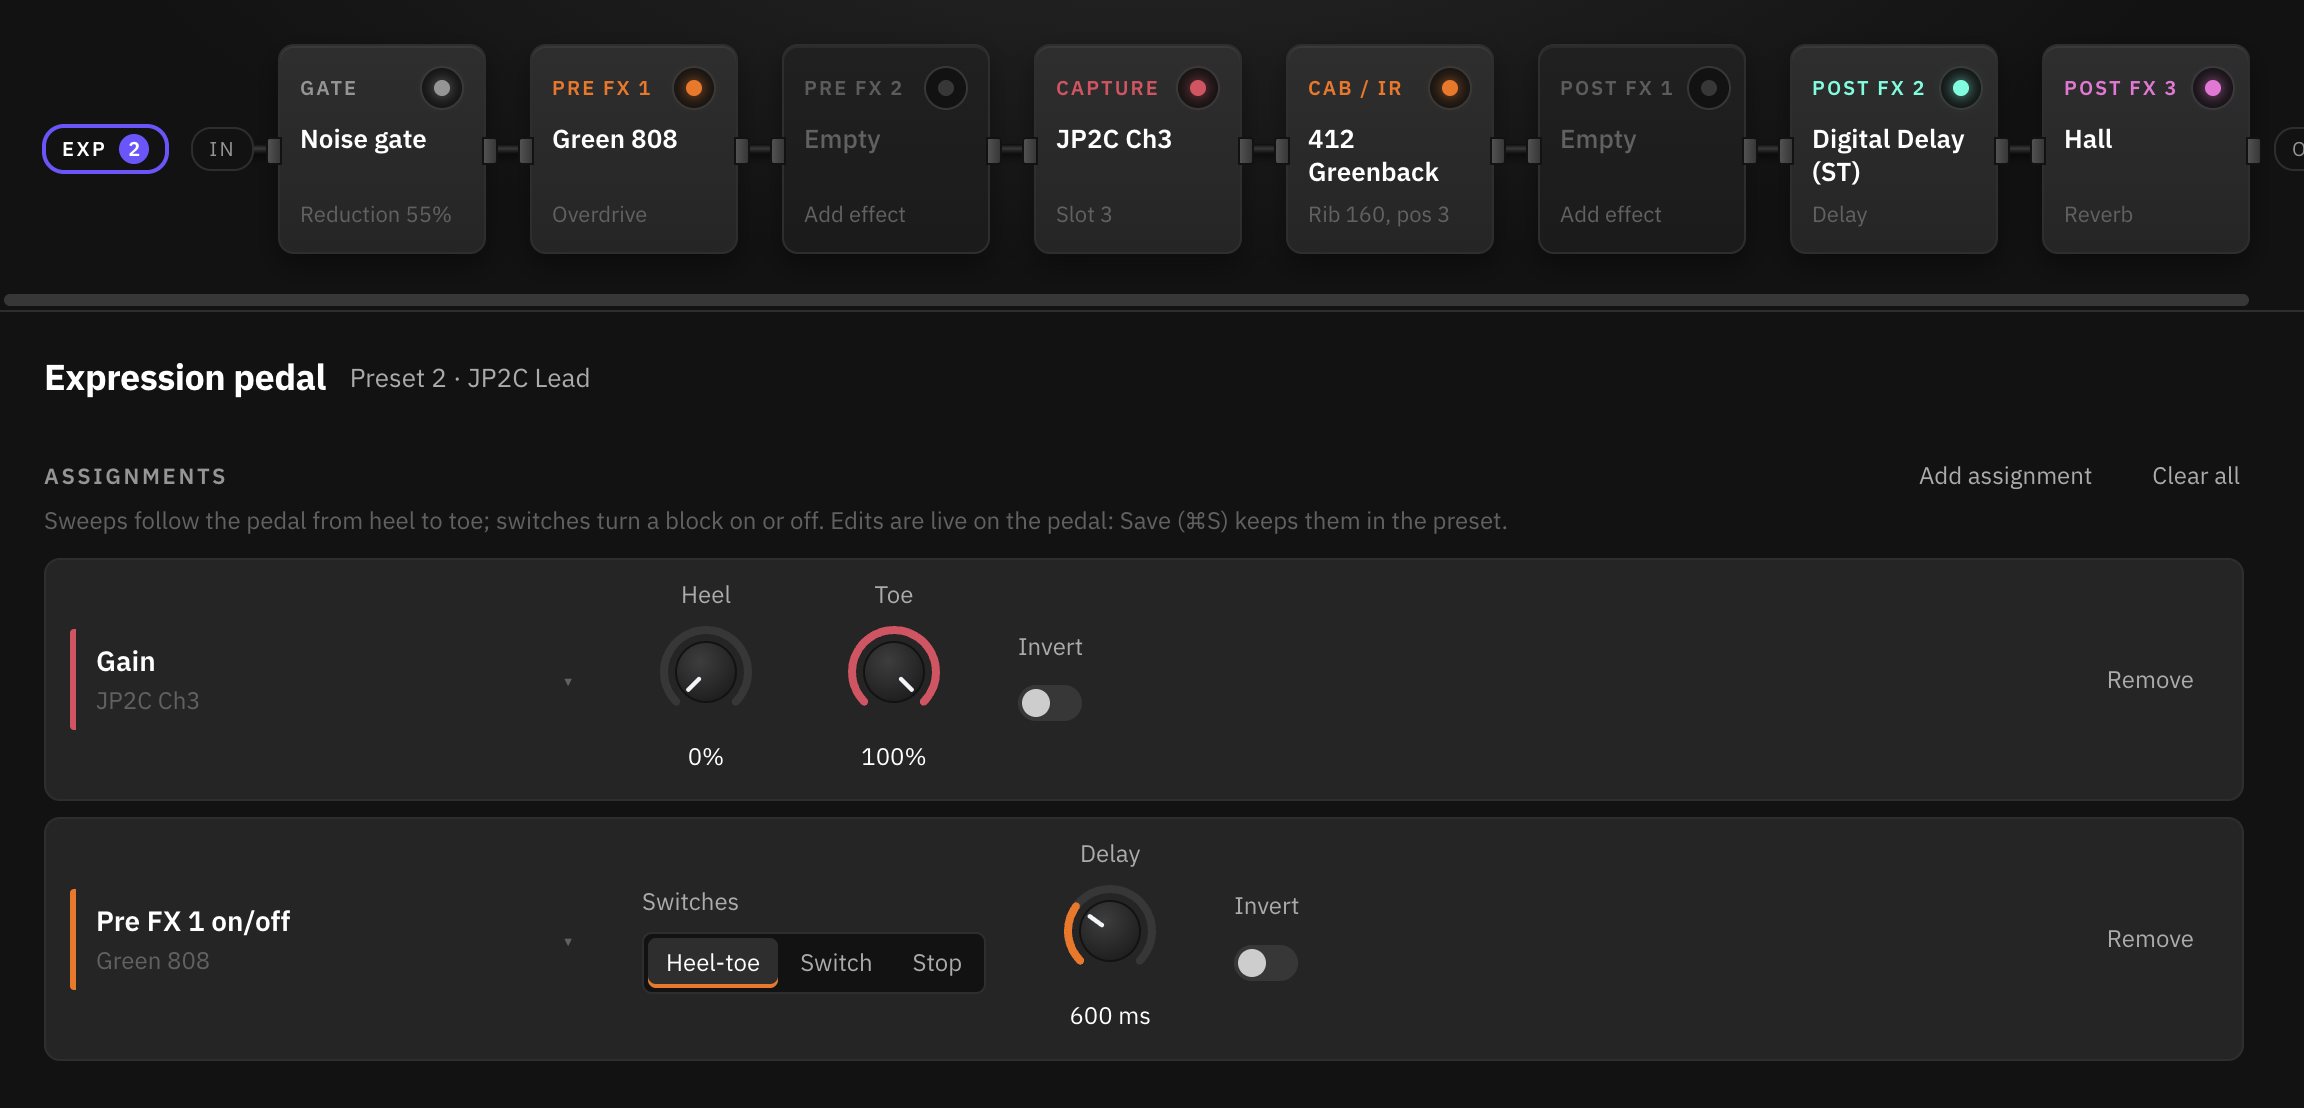 EXP 2
IN
GATE
Noise gate
Reduction 55%
PRE FX 1
Green 808
Overdrive
PRE FX 2
Empty
Add effect
CAPTURE
JP2C Ch3
Slot 3
CAB / IR
412
Greenback
Rib 160, pos 3
POST FX 1
Empty
Add effect
POST FX 2
Digital Delay
(ST)
Delay
POST FX 3
Hall
Reverb
Expression pedal Preset 2 · JP2C Lead
ASSIGNMENTS Add assignment Clear all
Sweeps follow the pedal from heel to toe; switches turn a block on or off. Edits are live on the pedal: Save (⌘S) keeps them in the preset.
Gain
JP2C Ch3
Heel
0%
Toe
100%
Invert
Remove
Pre FX 1 on/off
Green 808
Switches
Heel-toe Switch Stop
Delay
600 ms
Invert
Remove